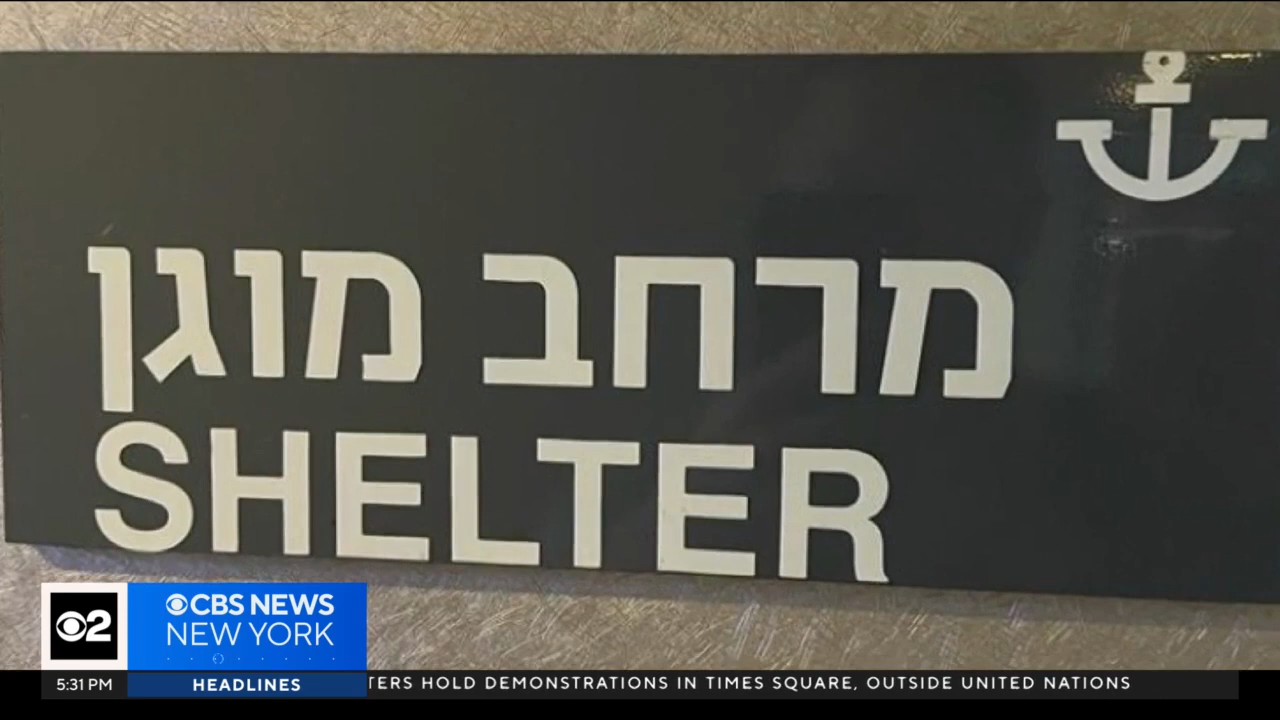 מרחב מוגן
SHELTER
2
CBS NEWS
NEW YORK
5:31 PM
HEADLINES
TERS HOLD DEMONSTRATIONS IN TIMES SQUARE, OUTSIDE UNITED NATIONS